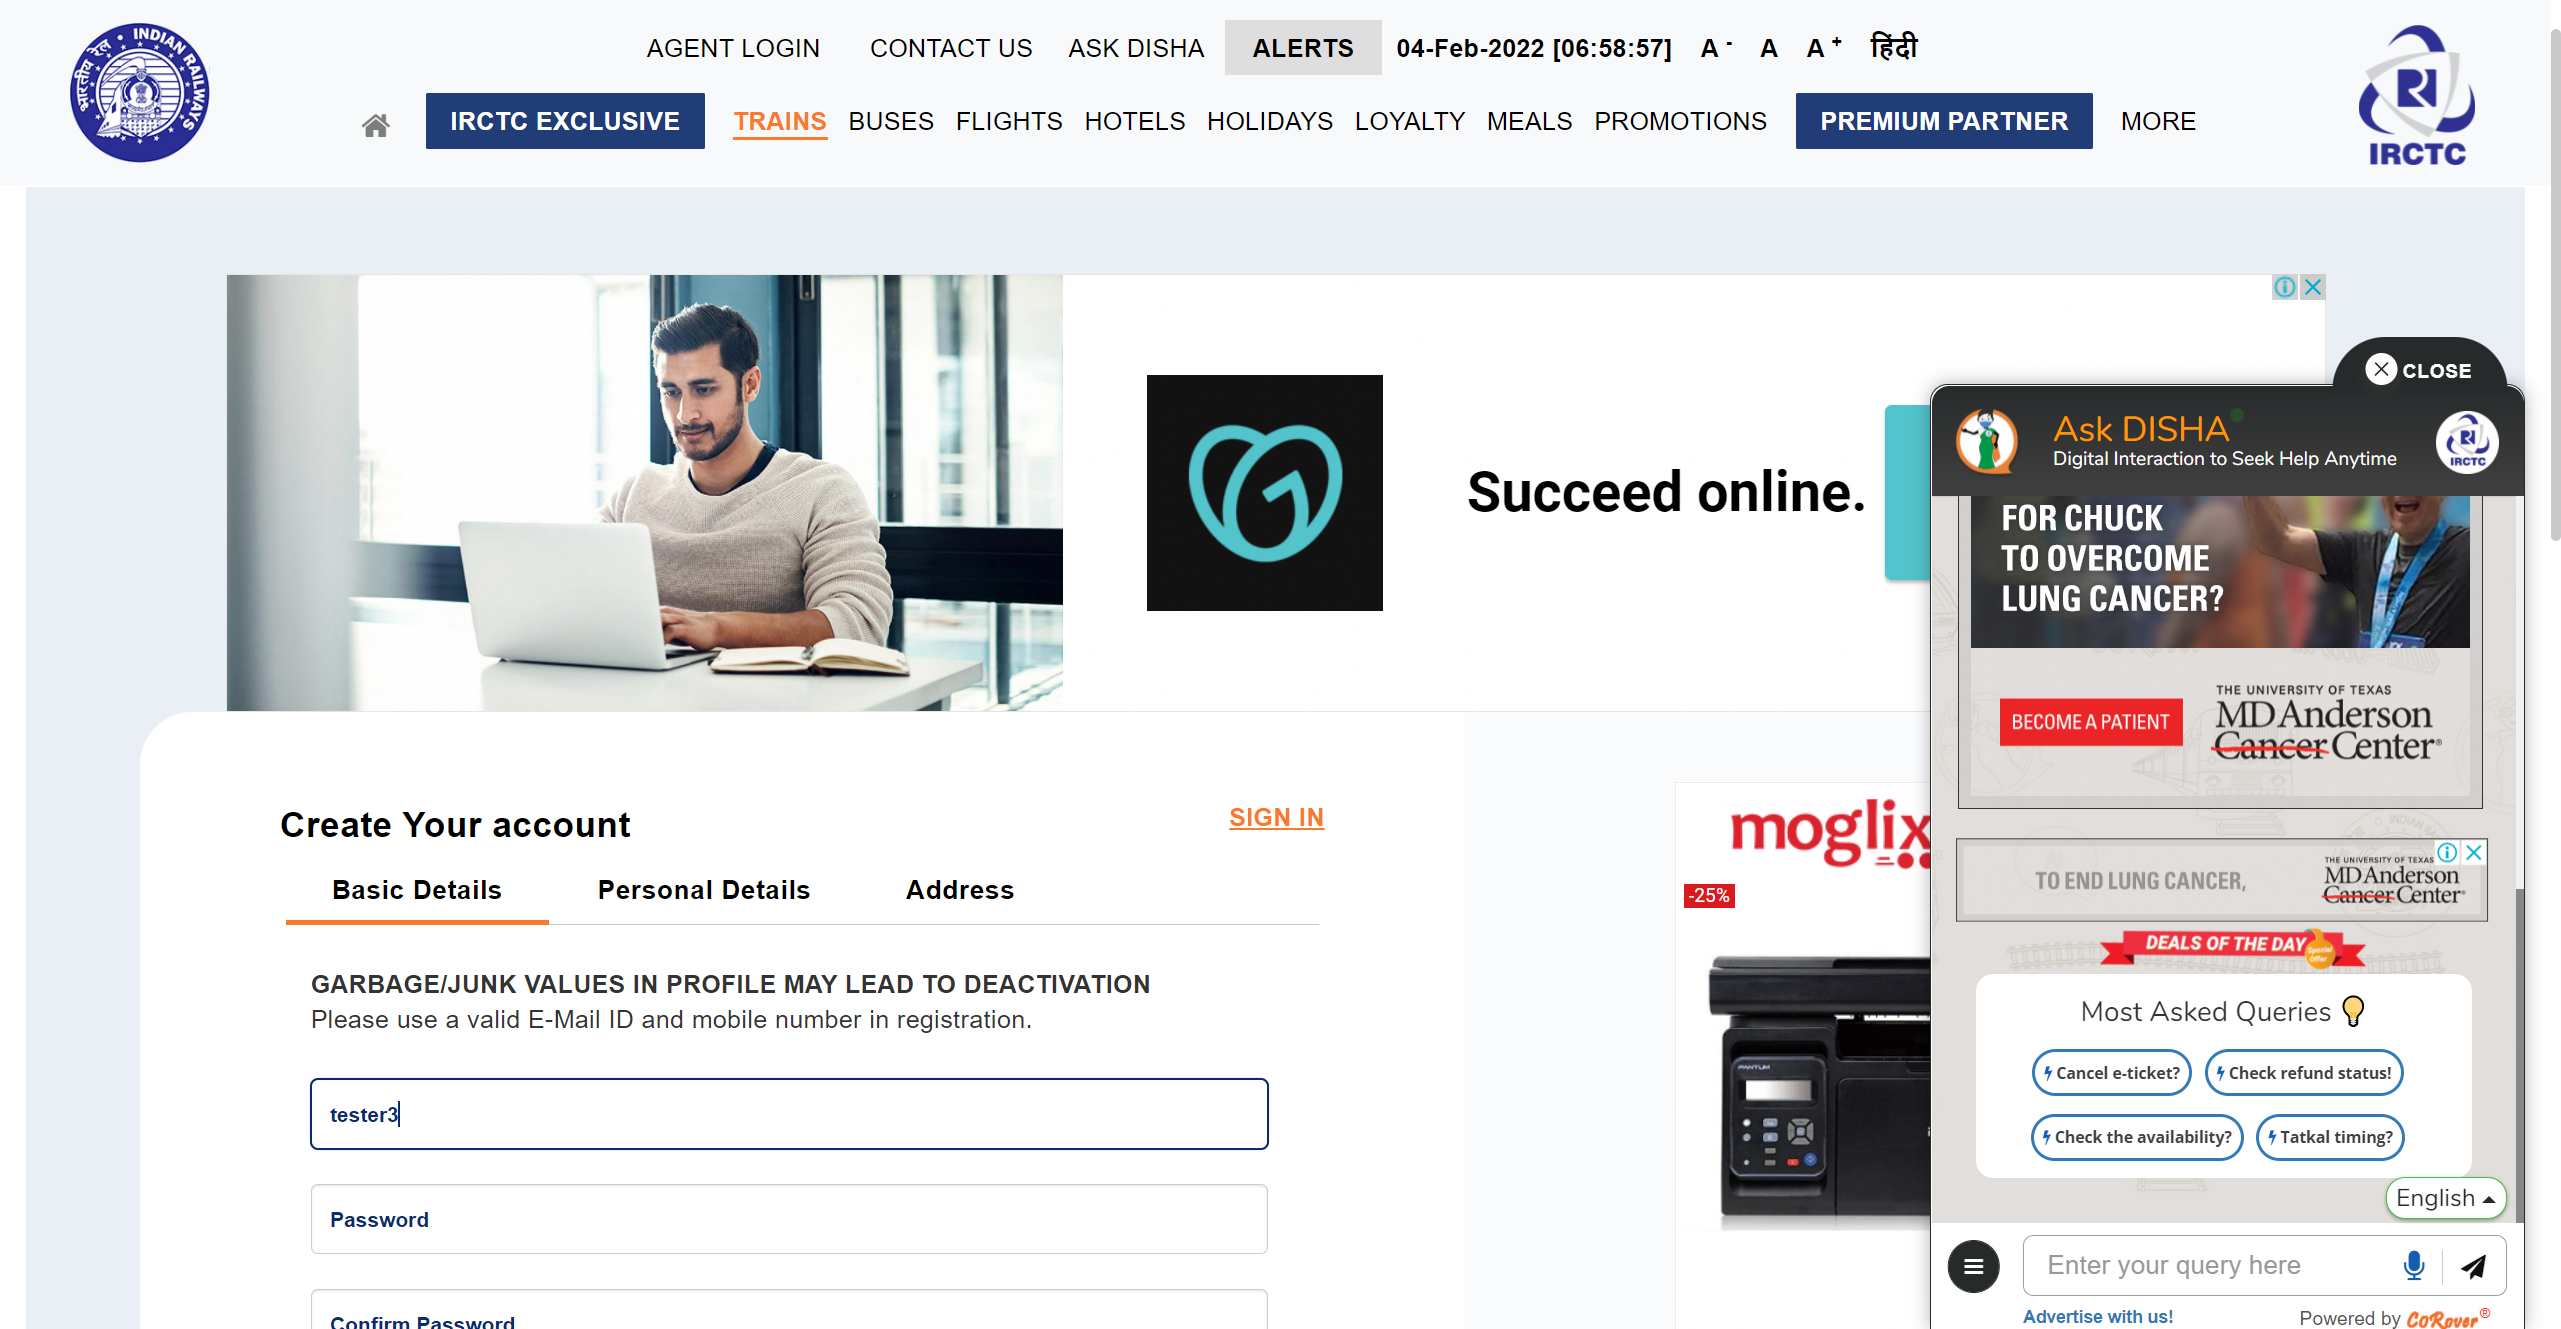 AGENT LOGIN CONTACT US ASK DISHA ALERTS 04-Feb-2022 [06:58:57] A - A A + हिंदी
IRCTC EXCLUSIVE TRAINS BUSES FLIGHTS HOTELS HOLIDAYS LOYALTY MEALS PROMOTIONS PREMIUM PARTNER MORE
भारतीय रेल • INDIAN RAILWAYS
IRCTC
Succeed online.
Create Your account
SIGN IN
Basic Details Personal Details Address
GARBAGE/JUNK VALUES IN PROFILE MAY LEAD TO DEACTIVATION
Please use a valid E-Mail ID and mobile number in registration.
tester3
Password
Confirm Password
moglix
-25%
PANTUM
CLOSE
Ask DISHA
Digital Interaction to Seek Help Anytime
IRCTC
FOR CHUCK
TO OVERCOME
LUNG CANCER?
BECOME A PATIENT
THE UNIVERSITY OF TEXAS
MD Anderson
Cancer Center®
TO END LUNG CANCER,
THE UNIVERSITY OF TEXAS
MD Anderson
Cancer Center®
DEALS OF THE DAY
Special
Offer
Most Asked Queries
Cancel e-ticket? Check refund status!
Check the availability? Tatkal timing?
English
Enter your query here
Advertise with us!
Powered by CoRover®